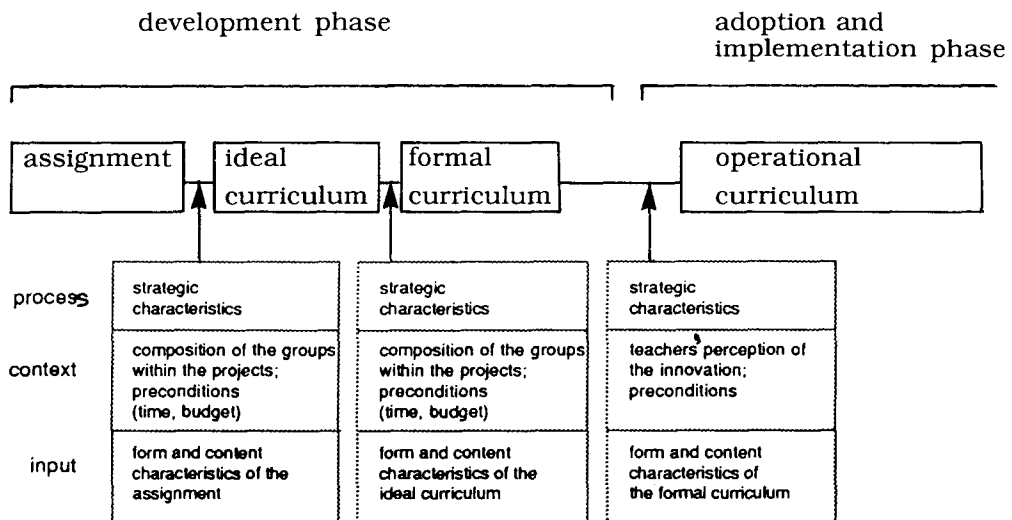 development phase
adoption and
implementation phase
assignment
ideal
curriculum
formal
curriculum
operational
curriculum
process
strategic
characteristics
strategic
characteristics
strategic
characteristics
context
composition of the groups
within the projects;
preconditions
(time, budget)
composition of the groups
within the projects;
preconditions
(time, budget)
teachers' perception of
the innovation;
preconditions
input
form and content
characteristics of the
assignment
form and content
characteristics of the
ideal curriculum
form and content
characteristics of
the formal curriculum